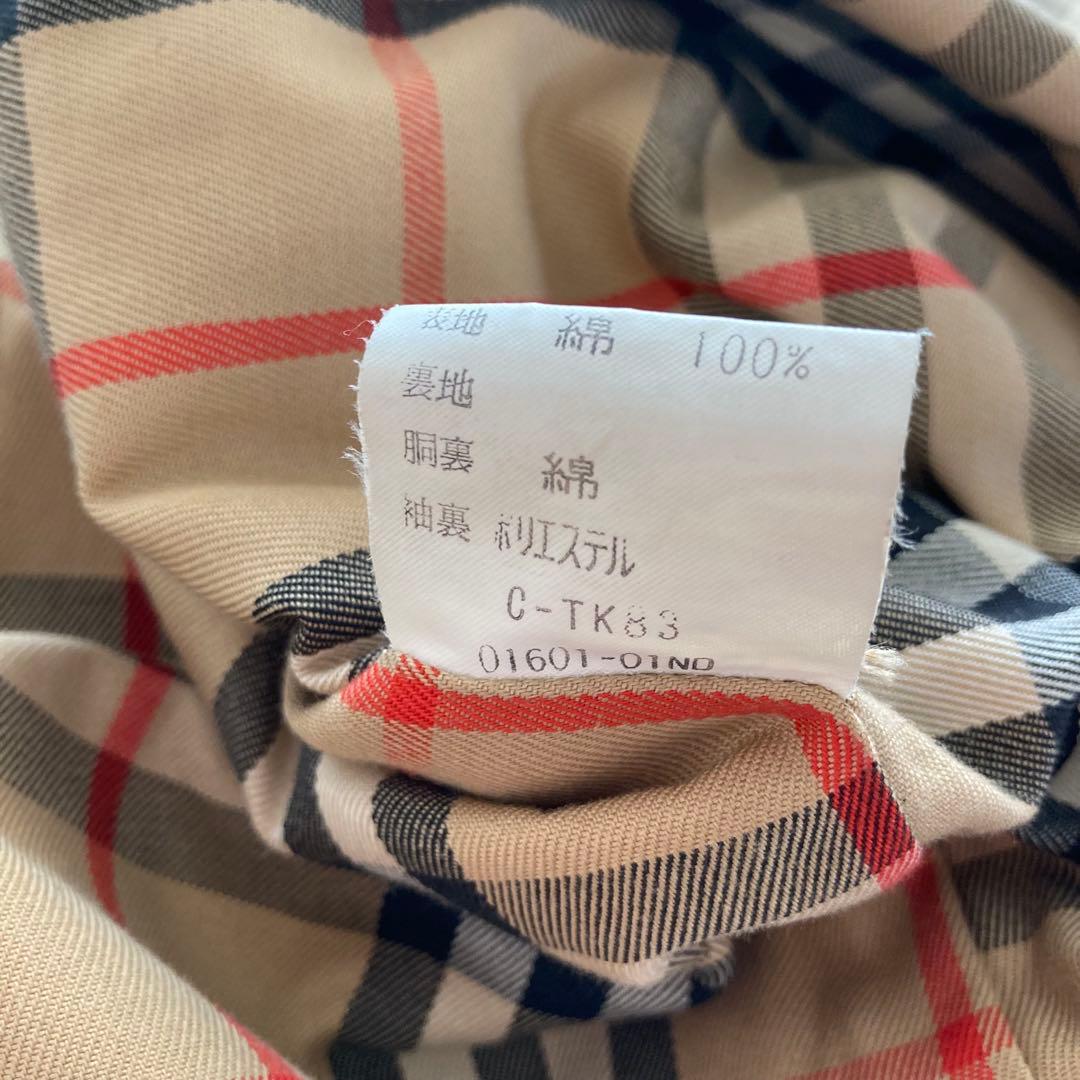 表地 綿 100%
裏地
胴裏 綿
袖裏 ポリエステル
C-TK83
01601-01ND